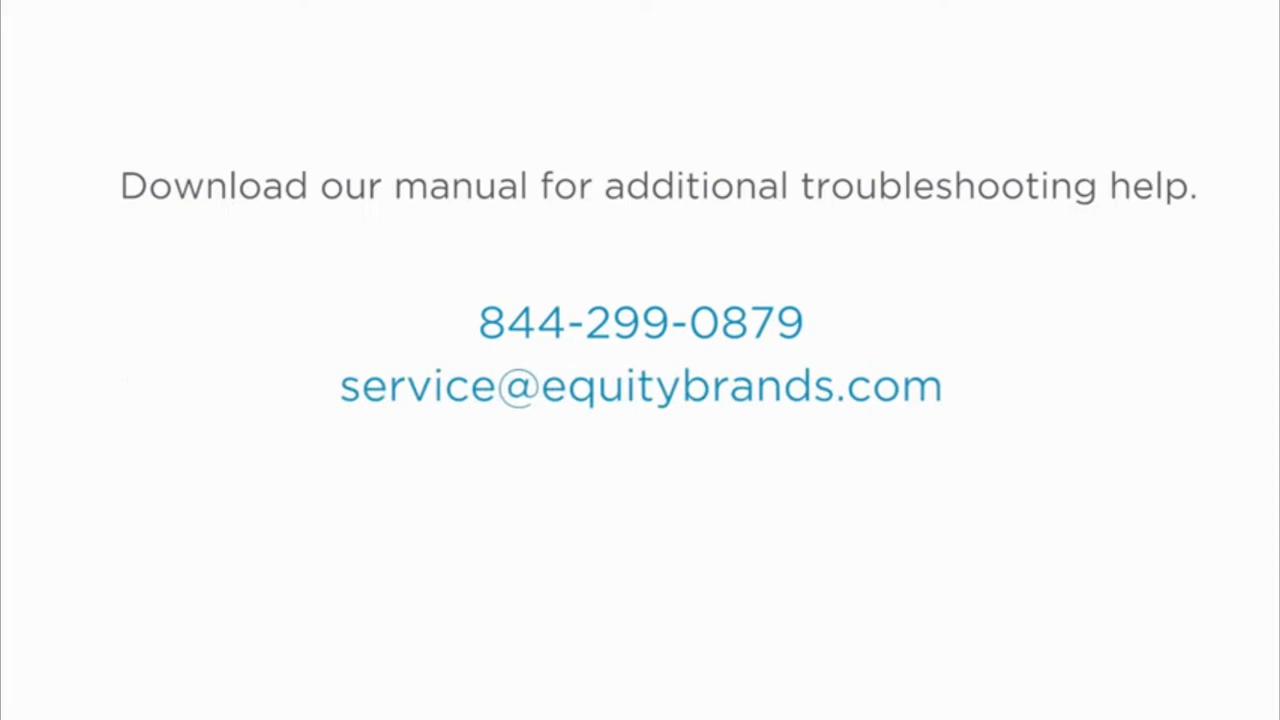 Download our manual for additional troubleshooting help.
844-299-0879
service@equitybrands.com